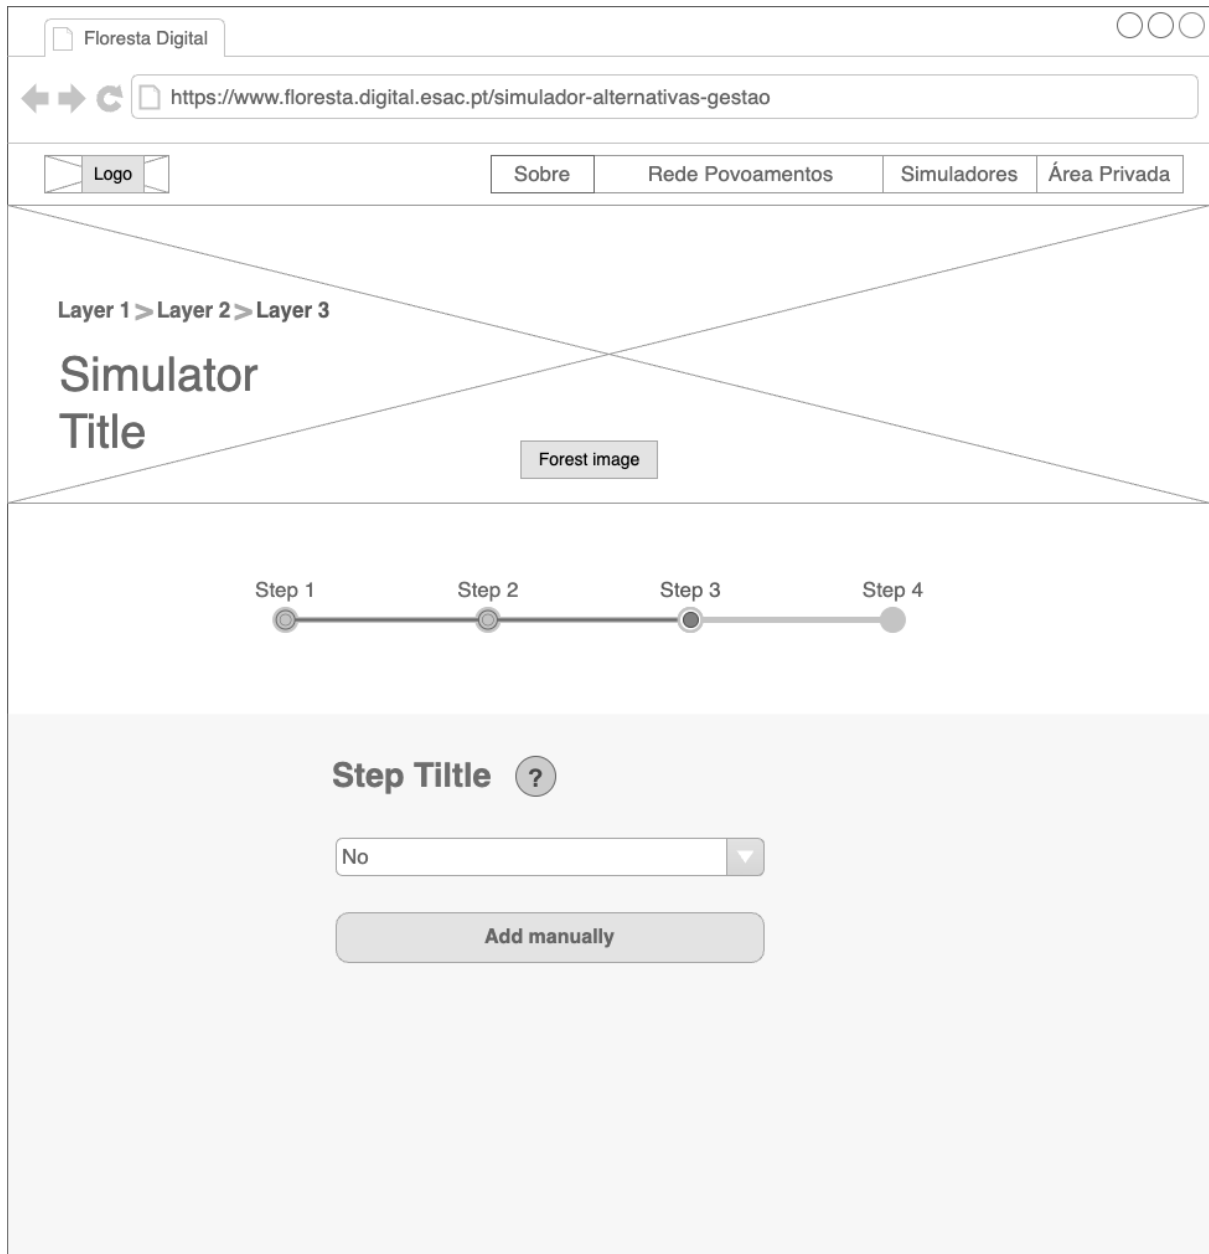 Floresta Digital
https://www.floresta.digital.esac.pt/simulador-alternativas-gestao
Logo
Sobre
Rede Povoamentos
Simuladores
Área Privada
Layer 1 > Layer 2 > Layer 3
Simulator
Title
Forest image
Step 1
Step 2
Step 3
Step 4
Step Tiltle ?
No
Add manually